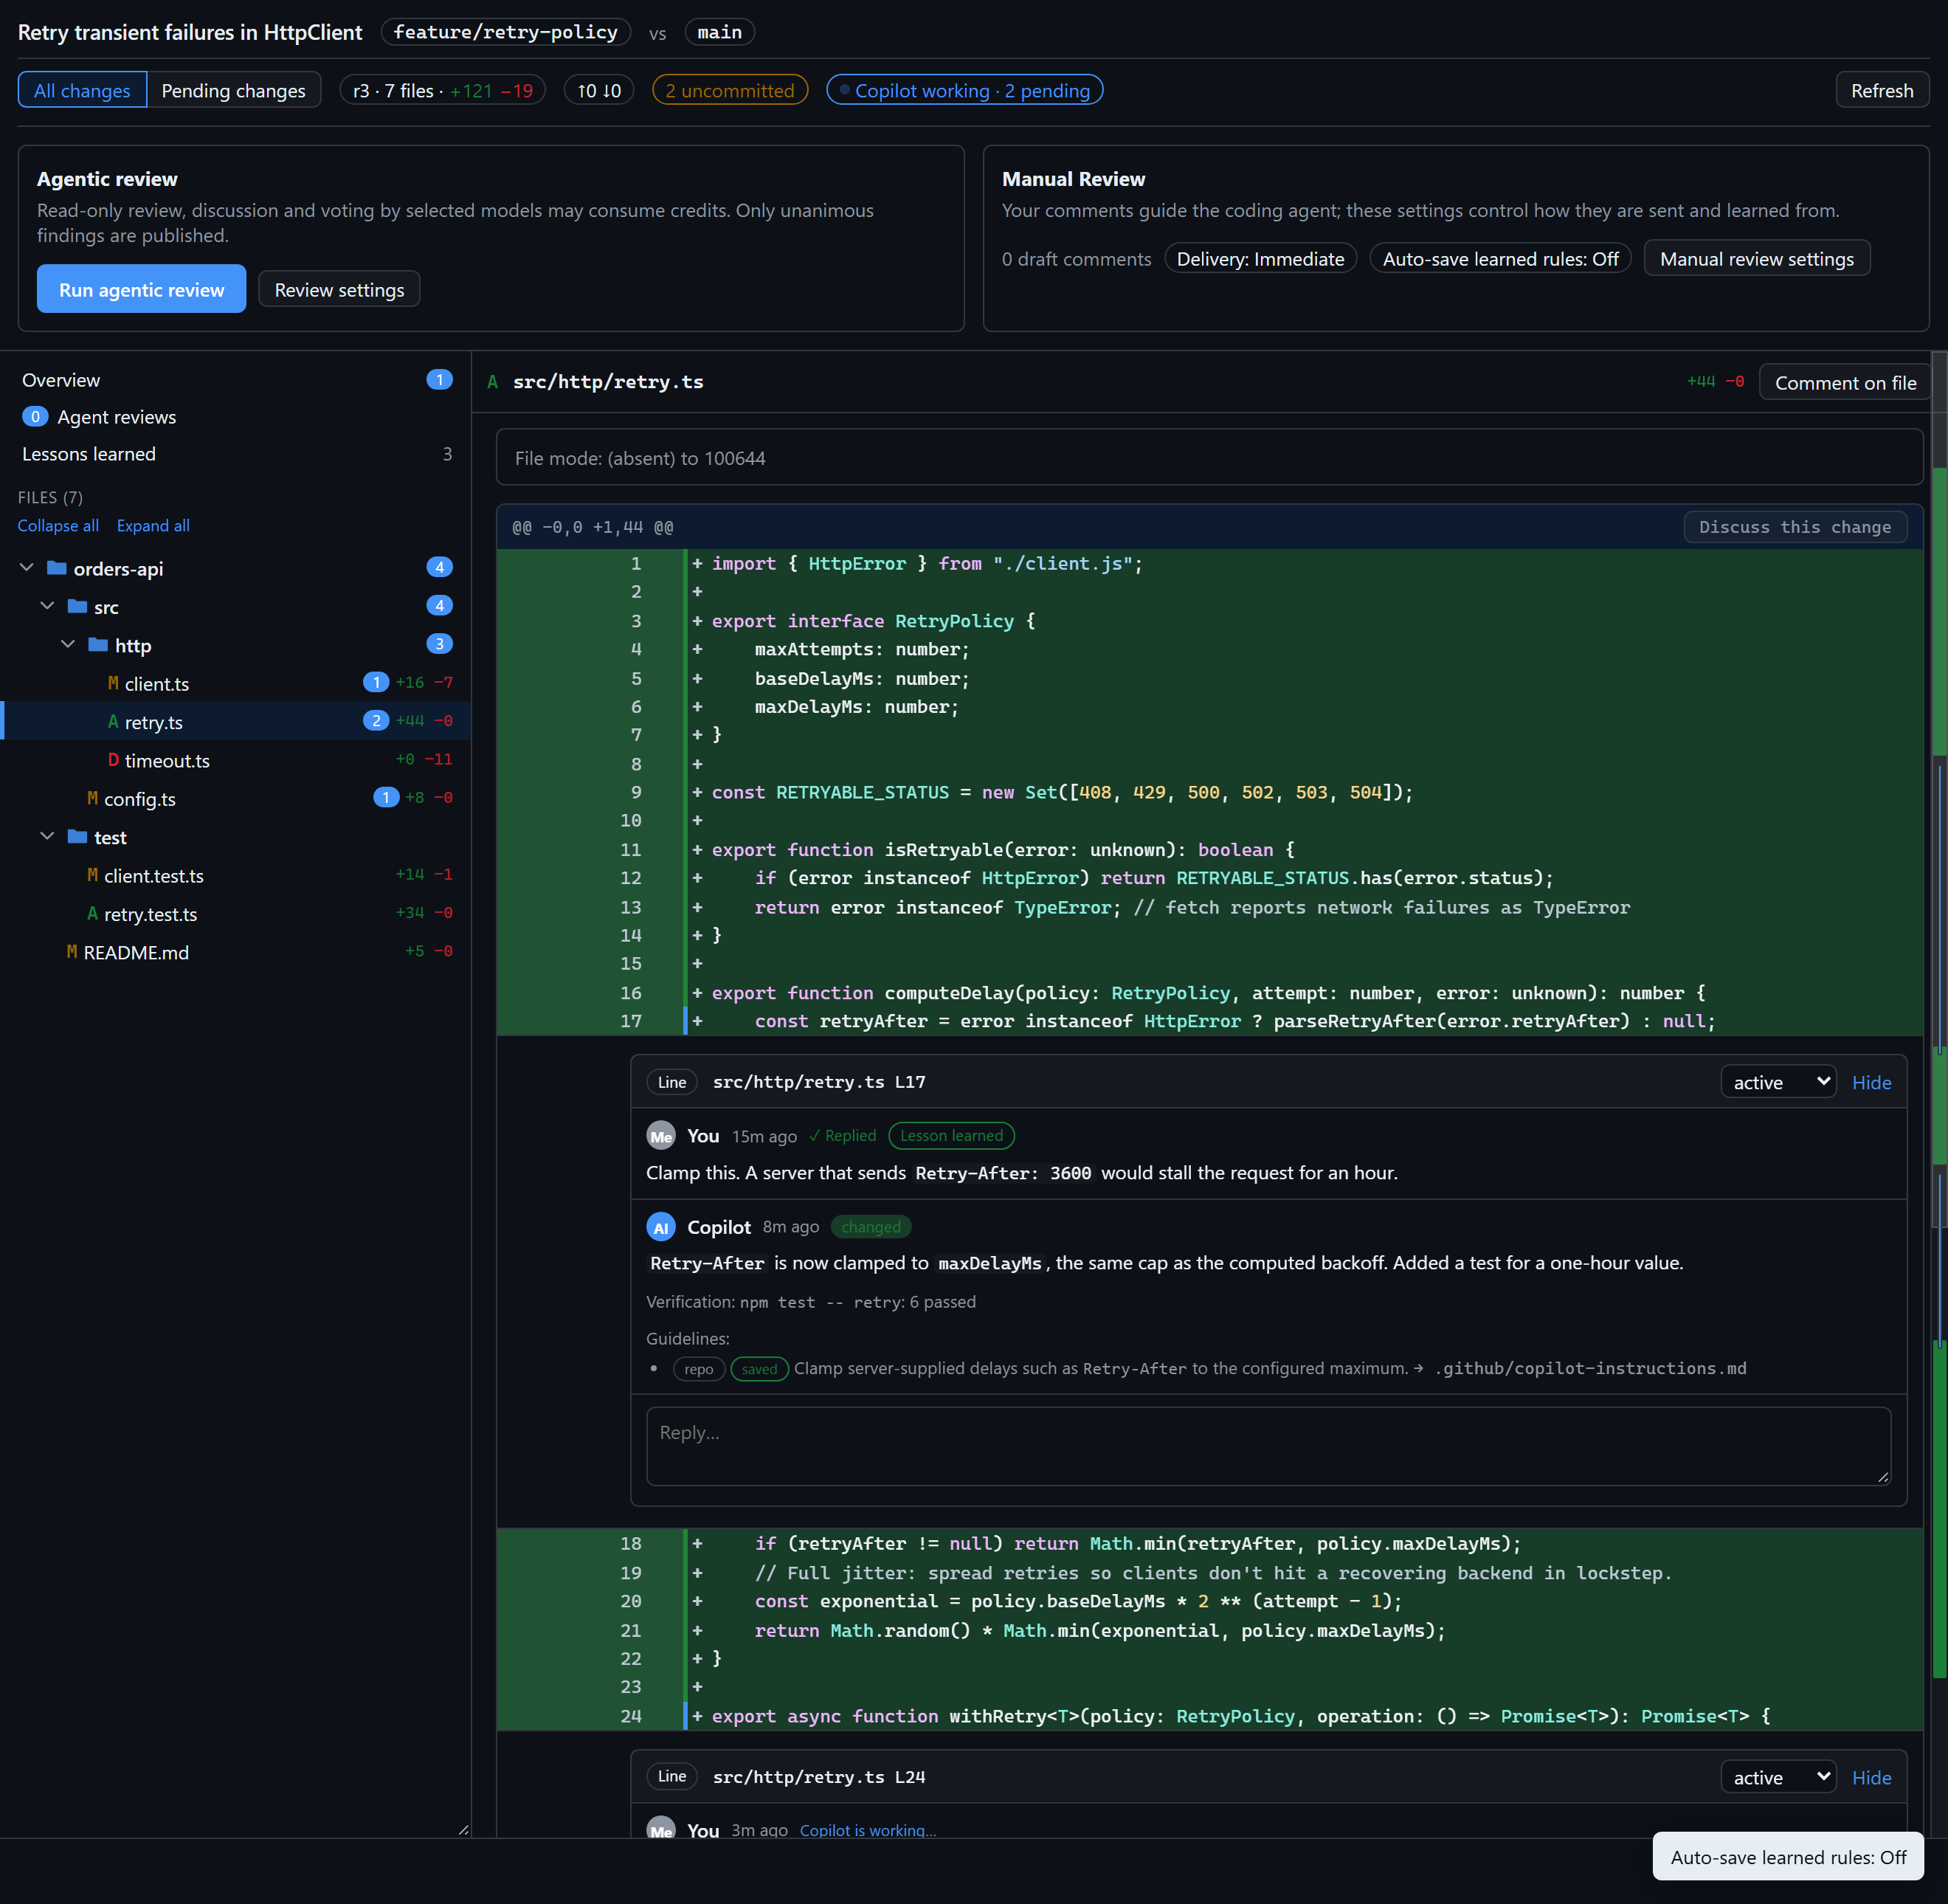 Retry transient failures in HttpClient feature/retry-policy vs main
All changes Pending changes r3 · 7 files · +121 −19 ↑0 ↓0 2 uncommitted Copilot working · 2 pending Refresh
Agentic review
Read-only review, discussion and voting by selected models may consume credits. Only unanimous
findings are published.
Run agentic review Review settings
Manual Review
Your comments guide the coding agent; these settings control how they are sent and learned from.
0 draft comments Delivery: Immediate Auto-save learned rules: Off Manual review settings
Overview 1
0 Agent reviews
Lessons learned 3
FILES (7)
Collapse all Expand all
orders-api 4
src 4
http 3
M client.ts 1 +16 −7
A retry.ts 2 +44 −0
D timeout.ts +0 −11
M config.ts 1 +8 −0
test
M client.test.ts +14 −1
A retry.test.ts +34 −0
M README.md +5 −0
A src/http/retry.ts +44 −0 Comment on file
File mode: (absent) to 100644
@@ −0,0 +1,44 @@ Discuss this change
1 + import { HttpError } from "./client.js";
2 +
3 + export interface RetryPolicy {
4 + maxAttempts: number;
5 + baseDelayMs: number;
6 + maxDelayMs: number;
7 + }
8 +
9 + const RETRYABLE_STATUS = new Set([408, 429, 500, 502, 503, 504]);
10 +
11 + export function isRetryable(error: unknown): boolean {
12 + if (error instanceof HttpError) return RETRYABLE_STATUS.has(error.status);
13 + return error instanceof TypeError; // fetch reports network failures as TypeError
14 + }
15 +
16 + export function computeDelay(policy: RetryPolicy, attempt: number, error: unknown): number {
17 + const retryAfter = error instanceof HttpError ? parseRetryAfter(error.retryAfter) : null;
Line src/http/retry.ts L17 active Hide
Me You 15m ago ✓ Replied Lesson learned
Clamp this. A server that sends Retry-After: 3600 would stall the request for an hour.
AI Copilot 8m ago changed
Retry-After is now clamped to maxDelayMs, the same cap as the computed backoff. Added a test for a one-hour value.
Verification: npm test -- retry: 6 passed
Guidelines:
• repo saved Clamp server-supplied delays such as Retry-After to the configured maximum. → .github/copilot-instructions.md
Reply...
18 + if (retryAfter != null) return Math.min(retryAfter, policy.maxDelayMs);
19 + // Full jitter: spread retries so clients don't hit a recovering backend in lockstep.
20 + const exponential = policy.baseDelayMs * 2 ** (attempt - 1);
21 + return Math.random() * Math.min(exponential, policy.maxDelayMs);
22 + }
23 +
24 + export async function withRetry<T>(policy: RetryPolicy, operation: () => Promise<T>): Promise<T> {
Line src/http/retry.ts L24 active Hide
Me You 3m ago Copilot is working...
Auto-save learned rules: Off